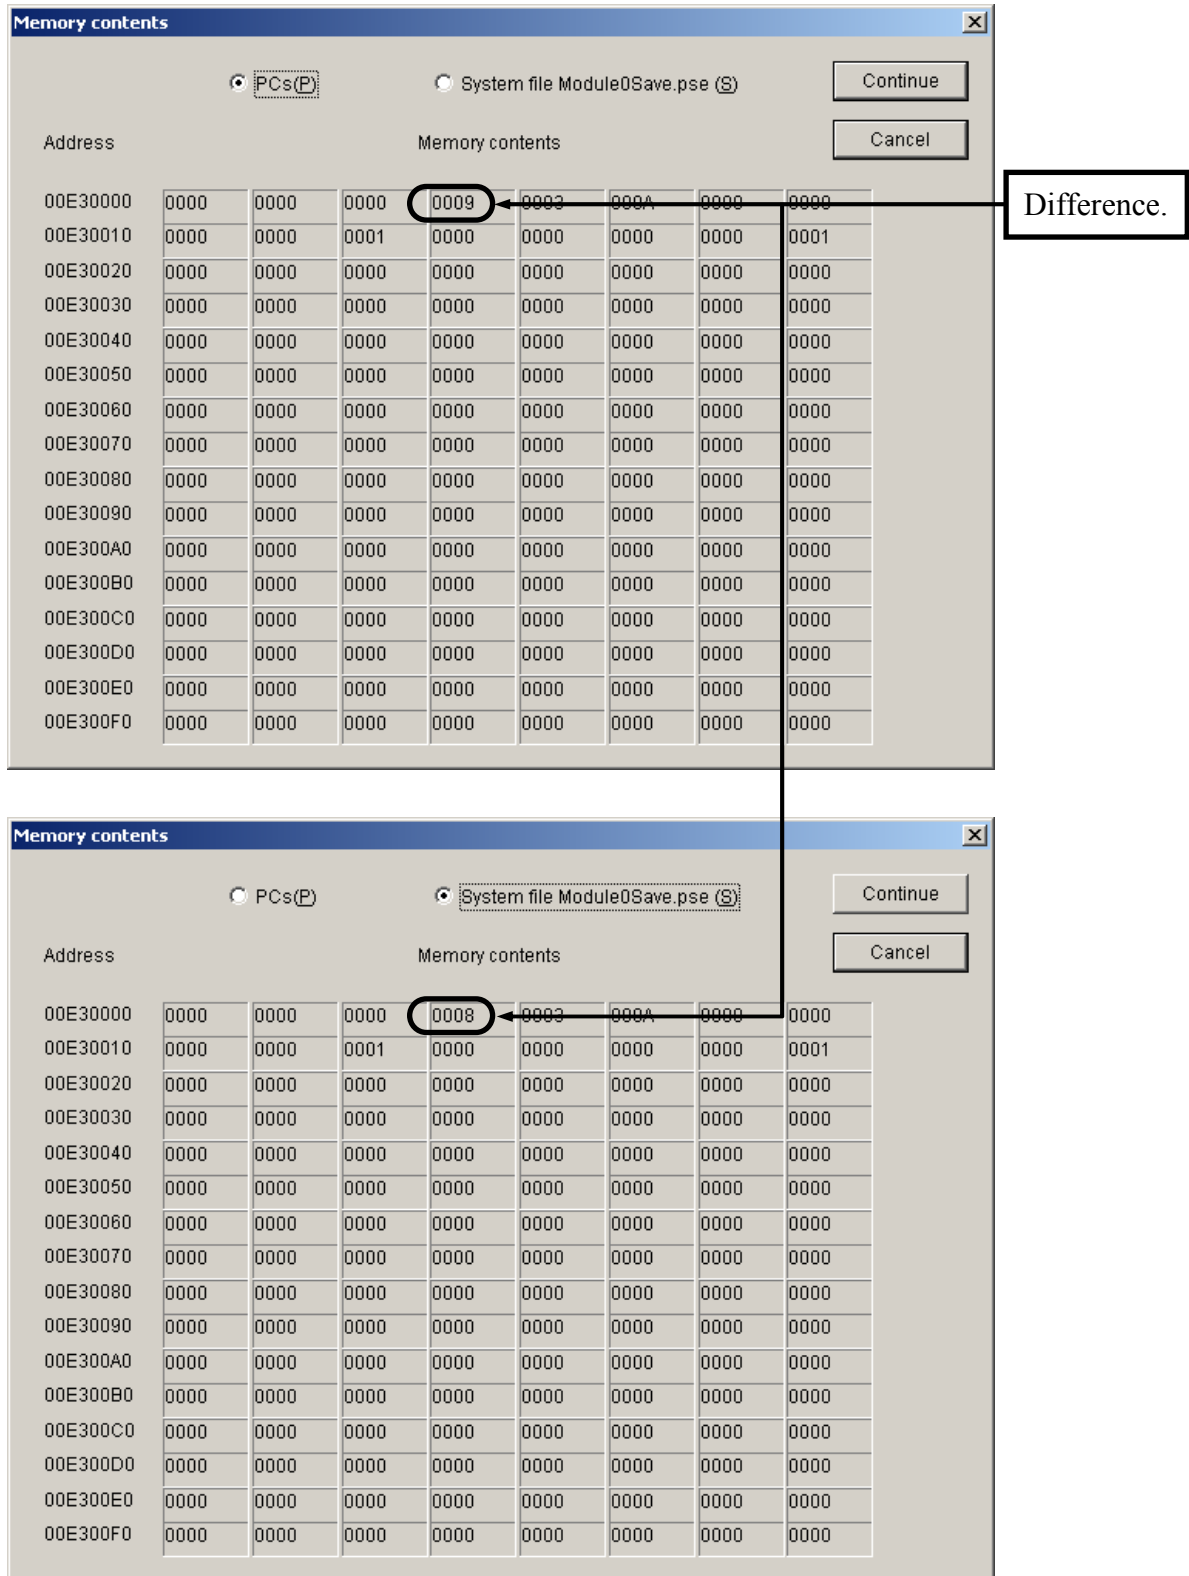 Memory contents
PCs(P) System file Module0Save.pse (S) Continue
Address Memory contents Cancel
00E30000 0000 0000 0000 0009 0003 000A 0000 0000 Difference.
00E30010 0000 0000 0001 0000 0000 0000 0000 0001
00E30020 0000 0000 0000 0000 0000 0000 0000 0000
00E30030 0000 0000 0000 0000 0000 0000 0000 0000
00E30040 0000 0000 0000 0000 0000 0000 0000 0000
00E30050 0000 0000 0000 0000 0000 0000 0000 0000
00E30060 0000 0000 0000 0000 0000 0000 0000 0000
00E30070 0000 0000 0000 0000 0000 0000 0000 0000
00E30080 0000 0000 0000 0000 0000 0000 0000 0000
00E30090 0000 0000 0000 0000 0000 0000 0000 0000
00E300A0 0000 0000 0000 0000 0000 0000 0000 0000
00E300B0 0000 0000 0000 0000 0000 0000 0000 0000
00E300C0 0000 0000 0000 0000 0000 0000 0000 0000
00E300D0 0000 0000 0000 0000 0000 0000 0000 0000
00E300E0 0000 0000 0000 0000 0000 0000 0000 0000
00E300F0 0000 0000 0000 0000 0000 0000 0000 0000
Memory contents
PCs(P) System file Module0Save.pse (S) Continue
Address Memory contents Cancel
00E30000 0000 0000 0000 0008 0003 000A 0000 0000
00E30010 0000 0000 0001 0000 0000 0000 0000 0001
00E30020 0000 0000 0000 0000 0000 0000 0000 0000
00E30030 0000 0000 0000 0000 0000 0000 0000 0000
00E30040 0000 0000 0000 0000 0000 0000 0000 0000
00E30050 0000 0000 0000 0000 0000 0000 0000 0000
00E30060 0000 0000 0000 0000 0000 0000 0000 0000
00E30070 0000 0000 0000 0000 0000 0000 0000 0000
00E30080 0000 0000 0000 0000 0000 0000 0000 0000
00E30090 0000 0000 0000 0000 0000 0000 0000 0000
00E300A0 0000 0000 0000 0000 0000 0000 0000 0000
00E300B0 0000 0000 0000 0000 0000 0000 0000 0000
00E300C0 0000 0000 0000 0000 0000 0000 0000 0000
00E300D0 0000 0000 0000 0000 0000 0000 0000 0000
00E300E0 0000 0000 0000 0000 0000 0000 0000 0000
00E300F0 0000 0000 0000 0000 0000 0000 0000 0000